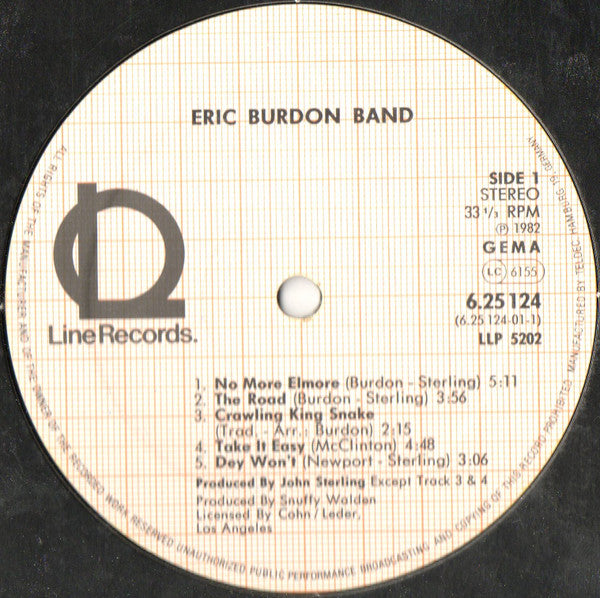 ERIC BURDON BAND
SIDE 1
STEREO
33 1/3 RPM
Ⓟ 1982
GEMA
LC 6155
6.25 124
(6.25 124-01-1)
LLP 5202
LineRecords.
1. No More Elmore (Burdon - Sterling) 5:11
2. The Road (Burdon - Sterling) 3:56
3. Crawling King Snake
(Trad. - Arr.: Burdon) 2:15
4. Take It Easy (McClinton) 4:48
5. Dey Won't (Newport - Sterling) 3:06
Produced By John Sterling Except Track 3 & 4
Produced By Snuffy Walden
Licensed By Cohn/Leder,
Los Angeles
ALL RIGHTS OF THE MANUFACTURER AND OF THE OWNER OF THE RECORDED WORK RESERVED UNAUTHORIZED PUBLIC PERFORMANCE BROADCASTING AND COPYING OF THIS RECORD PROHIBITED. MANUFACTURED BY TELDEC, HAMBURG 19, GERMANY